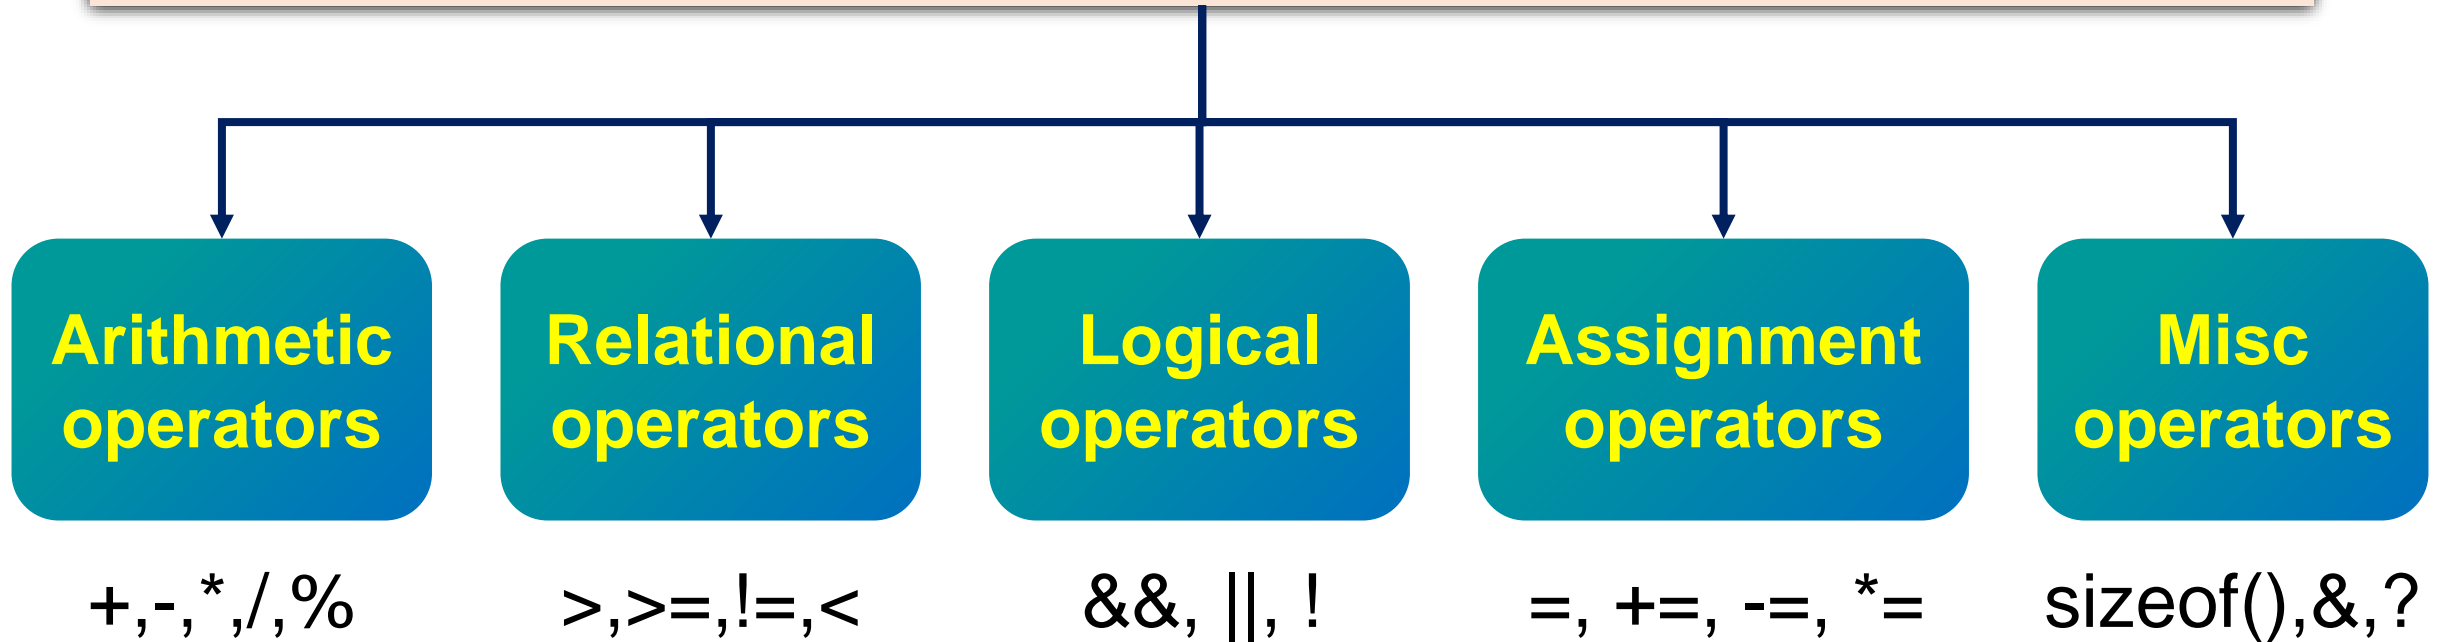 Arithmetic
operators
Relational
operators
Logical
operators
Assignment
operators
Misc
operators
+,-,*,/,%
>,>=,!=,<
&&, ||, !
=, +=, -=, *=
sizeof(),&,?